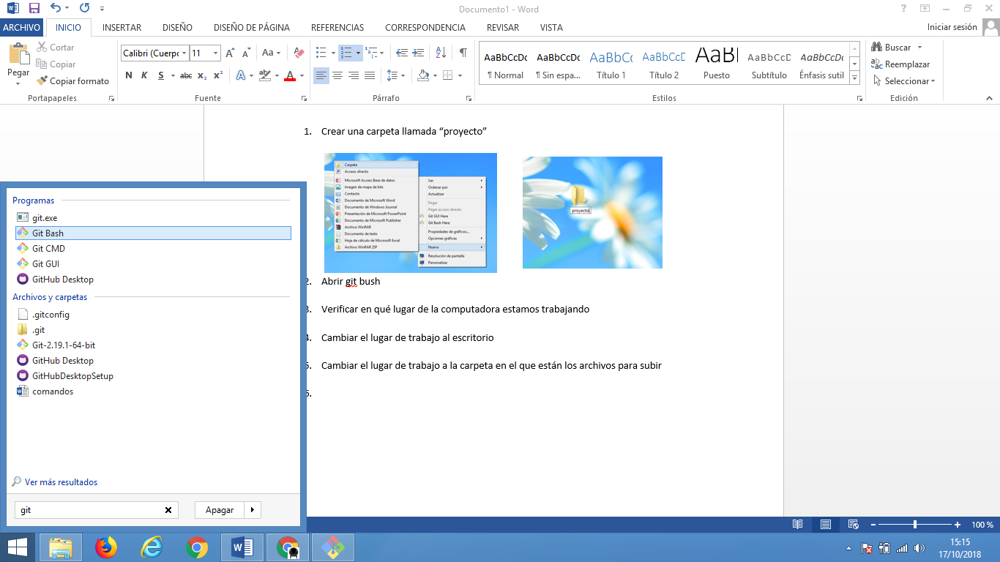 Documento1 - Word
ARCHIVO INICIO INSERTAR DISEÑO DISEÑO DE PÁGINA REFERENCIAS CORRESPONDENCIA REVISAR VISTA Iniciar sesión
Pegar
Cortar
Copiar
Copiar formato
Portapapeles
Calibri (Cuerpo 11 Aa
N K S abc x₂ x² A aby A
Fuente
Párrafo
AaBbCcDc AaBbCcDc AaBbCc AaBbCcD AaBl AaBbCcD AaBbCcDc
¶ Normal ¶ Sin espa... Título 1 Título 2 Puesto Subtítulo Énfasis sutil
Estilos
Buscar
Reemplazar
Seleccionar
Edición
1. Crear una carpeta llamada “proyecto”
Carpeta
Acceso directo
Microsoft Access Base de datos
Imagen de mapa de bits
Contacto
Documento de Microsoft Word
Documento de Windows Journal
Presentación de Microsoft PowerPoint
Documento de Microsoft Publisher
Archivo WinRAR
Documento de texto
Hoja de cálculo de Microsoft Excel
Archivo WinRAR ZIP
Ver
Ordenar por
Actualizar
Pegar
Pegar acceso directo
Git GUI Here
Git Bash Here
Propiedades de gráficos...
Opciones gráficas
Nuevo
Resolución de pantalla
Personalizar
proyecto
2. Abrir git bush
3. Verificar en qué lugar de la computadora estamos trabajando
4. Cambiar el lugar de trabajo al escritorio
5. Cambiar el lugar de trabajo a la carpeta en el que están los archivos para subir
6.
Programas
git.exe
Git Bash
Git CMD
Git GUI
GitHub Desktop
Archivos y carpetas
.gitconfig
.git
Git-2.19.1-64-bit
GitHub Desktop
GitHubDesktopSetup
comandos
Ver más resultados
git
Apagar
100 %
15:15
17/10/2018